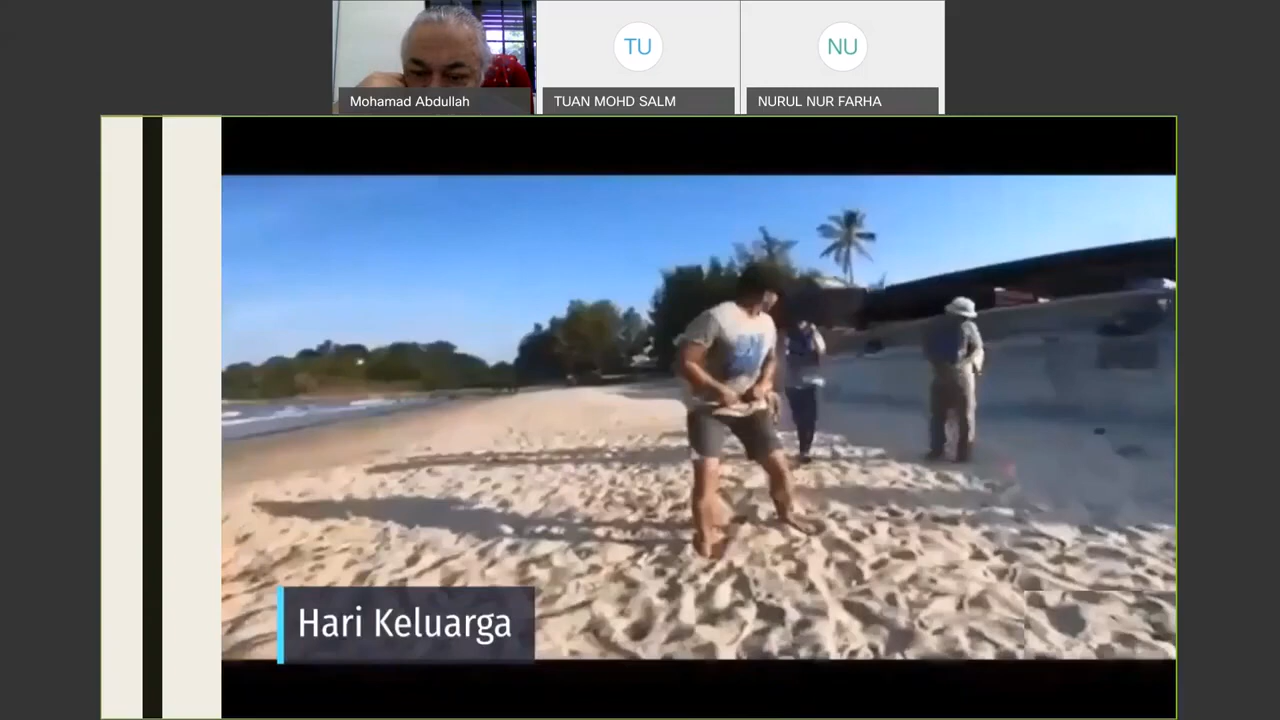 TU
NU
Mohamad Abdullah
TUAN MOHD SALM
NURUL NUR FARHA
Hari Keluarga